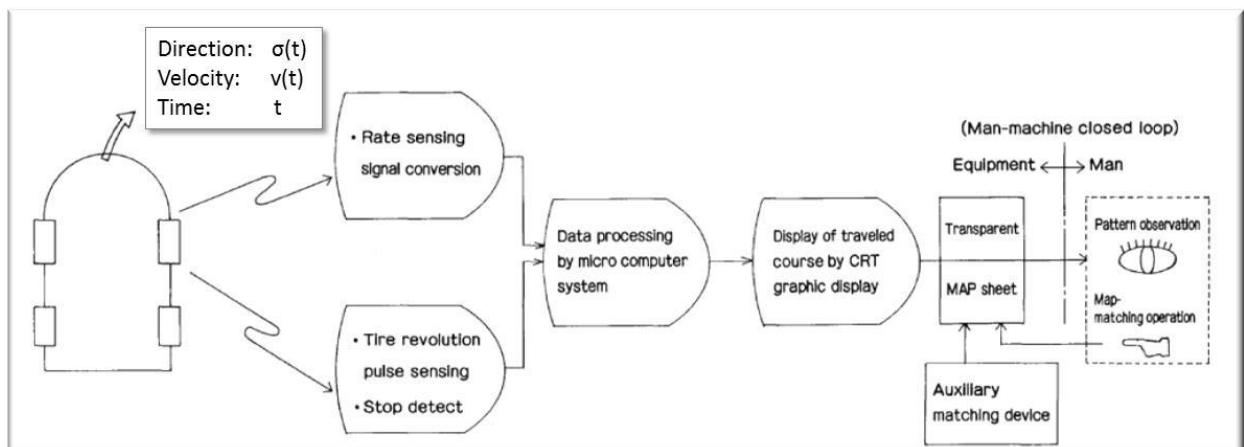 Direction: σ(t)
Velocity: v(t)
Time: t
• Rate sensing
signal conversion
• Tire revolution
pulse sensing
• Stop detect
Data processing
by micro computer
system
Display of traveled
course by CRT
graphic display
(Man-machine closed loop)
Equipment
Man
Transparent
MAP sheet
Pattern observation
Map-
matching operation
Auxiliary
matching device